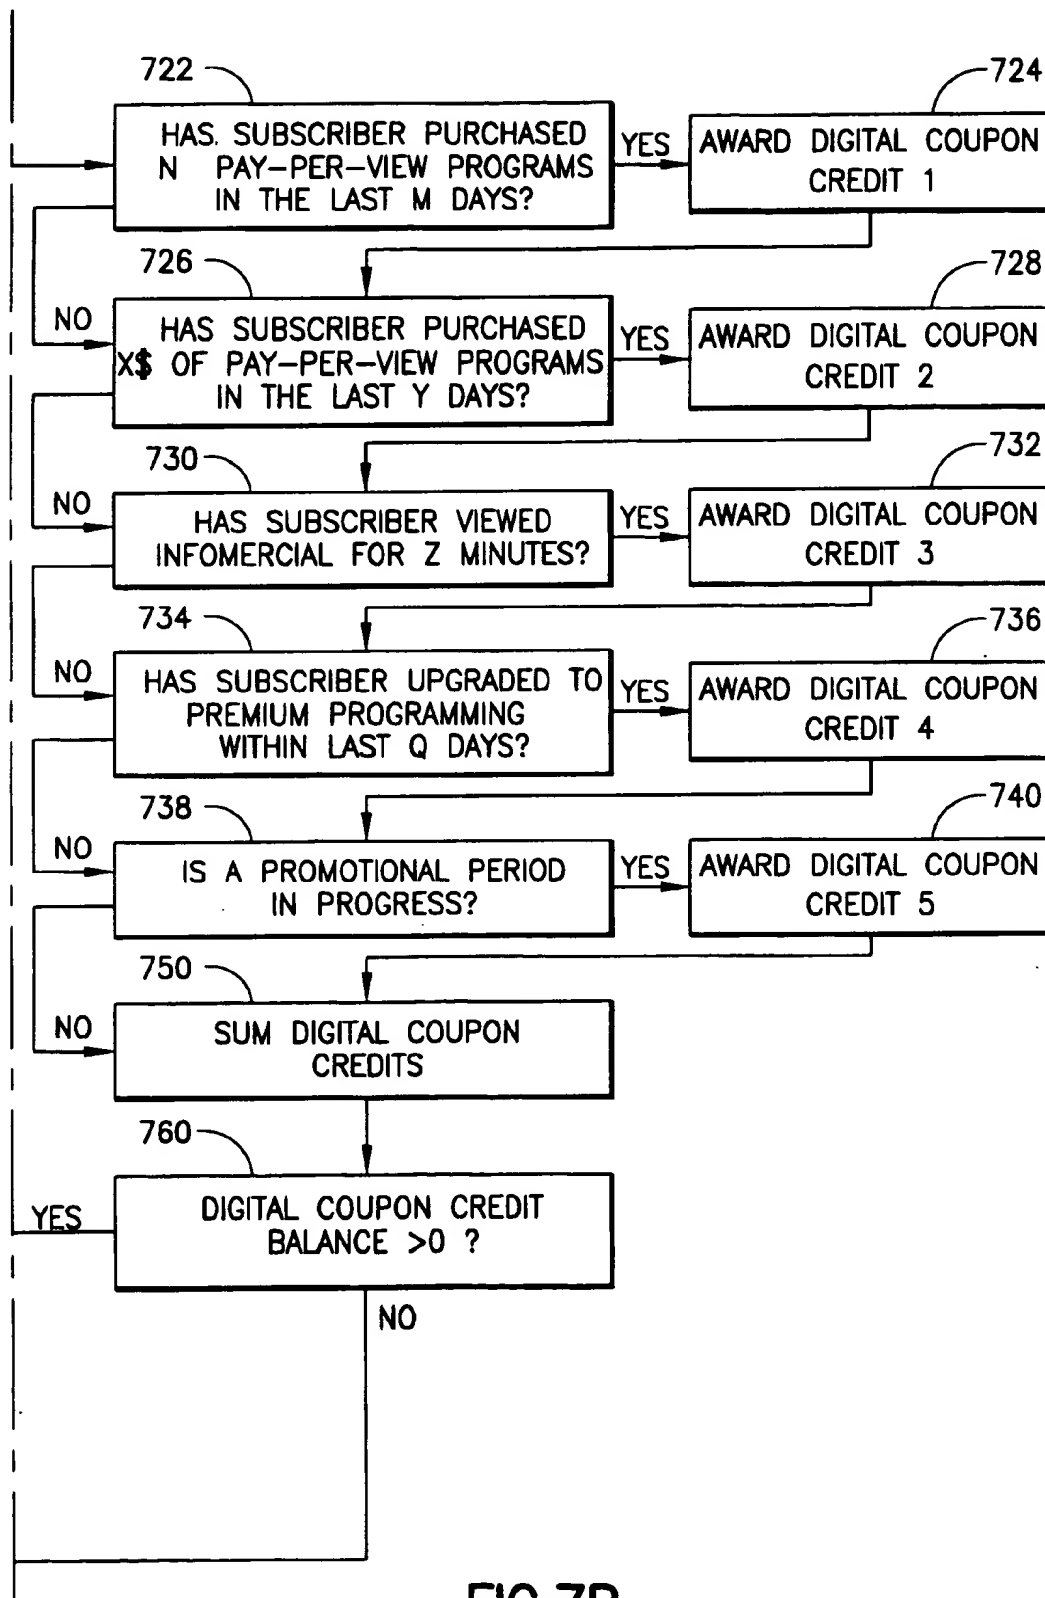 722
724
HAS. SUBSCRIBER PURCHASED
N PAY-PER-VIEW PROGRAMS
IN THE LAST M DAYS?
YES
AWARD DIGITAL COUPON
CREDIT 1
726
728
NO
HAS SUBSCRIBER PURCHASED
X$ OF PAY-PER-VIEW PROGRAMS
IN THE LAST Y DAYS?
YES
AWARD DIGITAL COUPON
CREDIT 2
730
732
NO
HAS SUBSCRIBER VIEWED
INFOMERCIAL FOR Z MINUTES?
YES
AWARD DIGITAL COUPON
CREDIT 3
734
736
NO
HAS SUBSCRIBER UPGRADED TO
PREMIUM PROGRAMMING
WITHIN LAST Q DAYS?
YES
AWARD DIGITAL COUPON
CREDIT 4
738
740
NO
IS A PROMOTIONAL PERIOD
IN PROGRESS?
YES
AWARD DIGITAL COUPON
CREDIT 5
750
NO
SUM DIGITAL COUPON
CREDITS
760
YES
DIGITAL COUPON CREDIT
BALANCE >0 ?
NO
FIG.7B